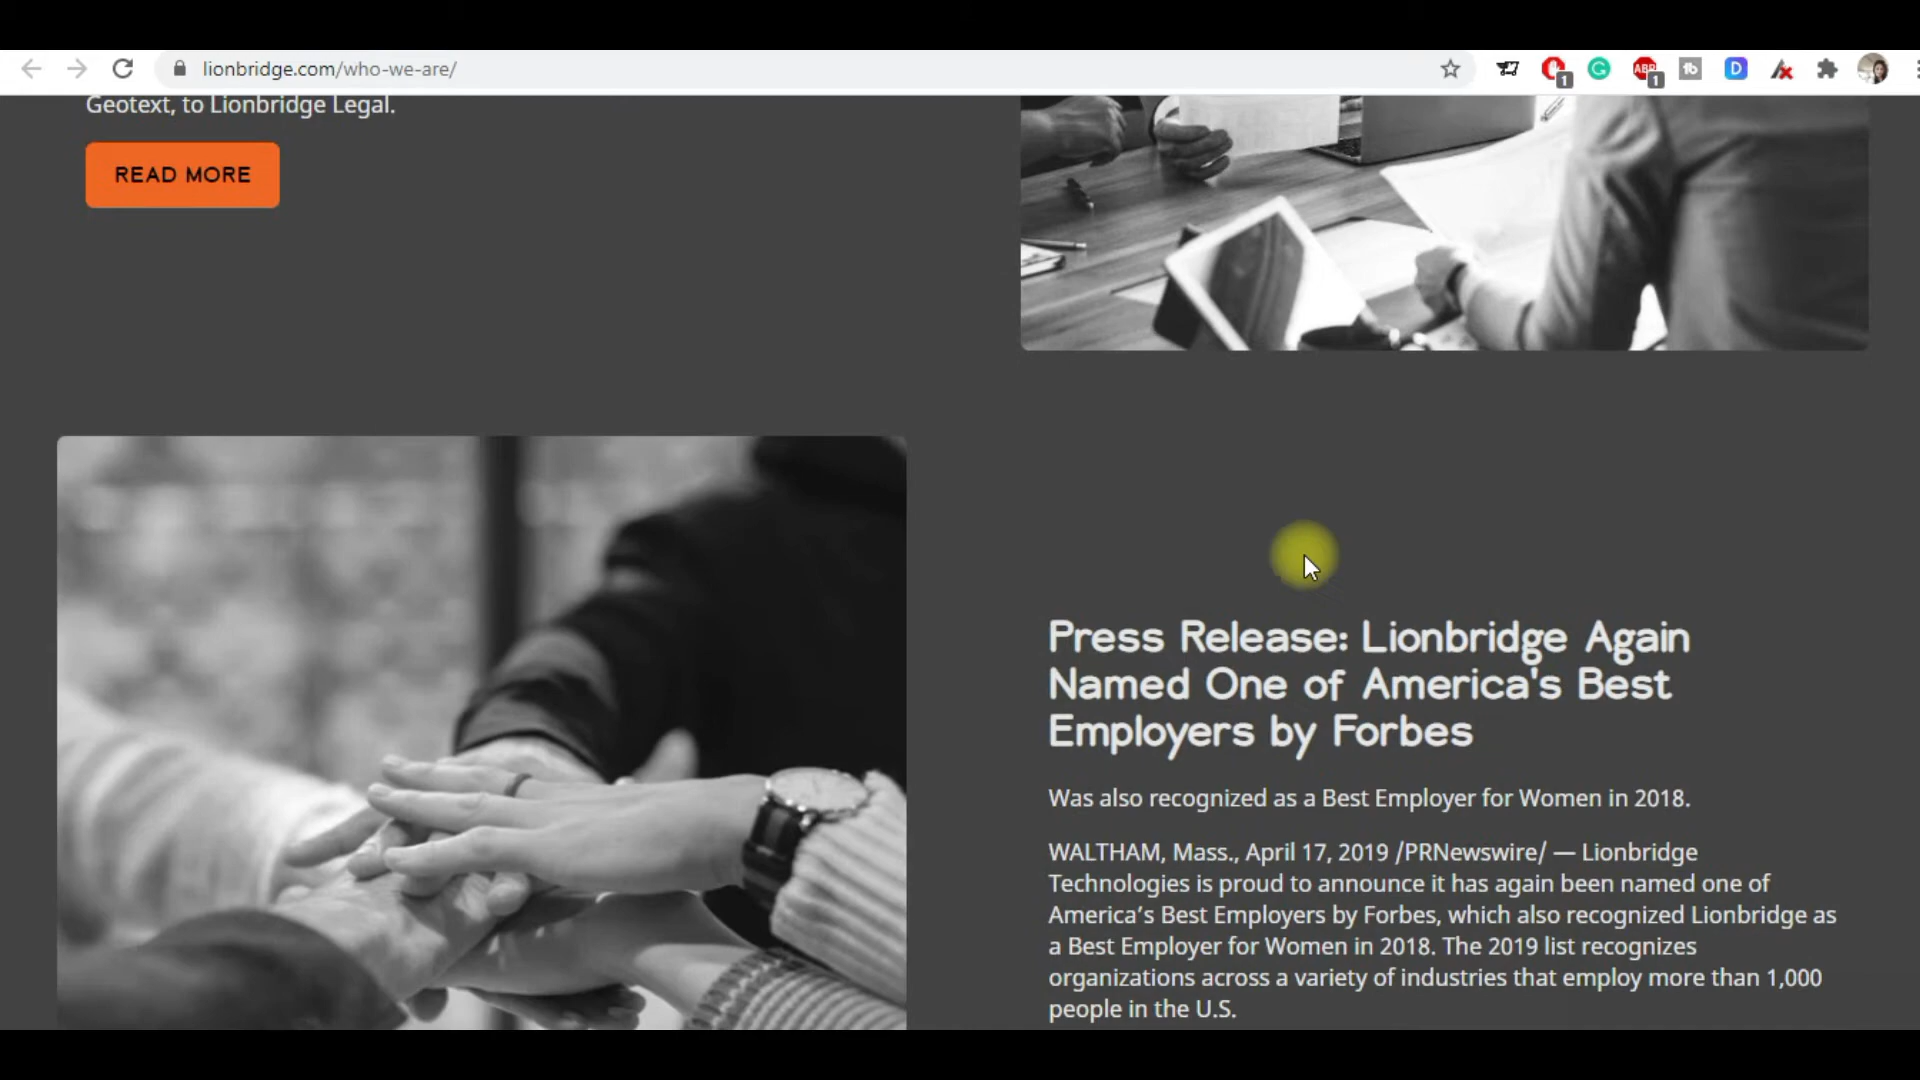 lionbridge.com/who-we-are/
1
ABP
1
tb
D
Geotext, to Lionbridge Legal.
READ MORE
Press Release: Lionbridge Again
Named One of America's Best
Employers by Forbes
Was also recognized as a Best Employer for Women in 2018.
WALTHAM, Mass., April 17, 2019 /PRNewswire/ — Lionbridge
Technologies is proud to announce it has again been named one of
America’s Best Employers by Forbes, which also recognized Lionbridge as
a Best Employer for Women in 2018. The 2019 list recognizes
organizations across a variety of industries that employ more than 1,000
people in the U.S.